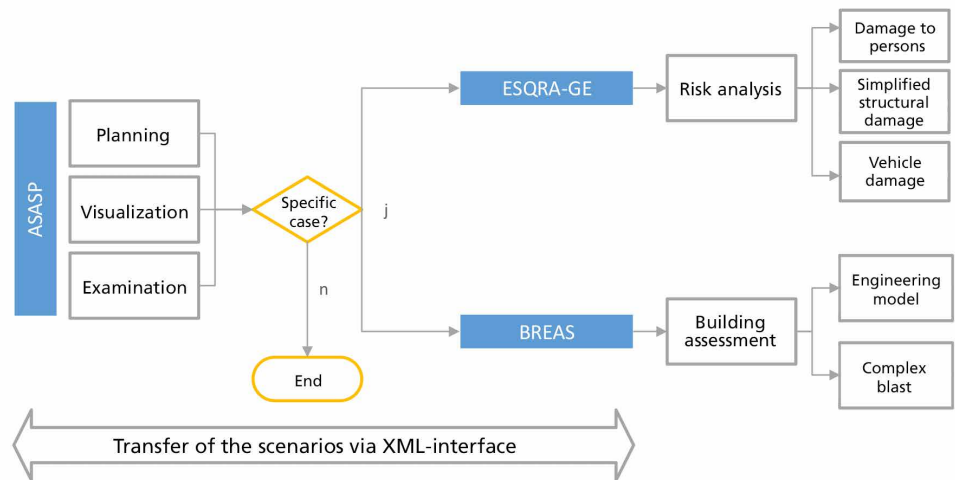 ASASP
Planning
Visualization
Examination
Specific
case?
j
n
End
ESQRA-GE
Risk analysis
Damage to
persons
Simplified
structural
damage
Vehicle
damage
BREAS
Building
assessment
Engineering
model
Complex
blast
Transfer of the scenarios via XML-interface